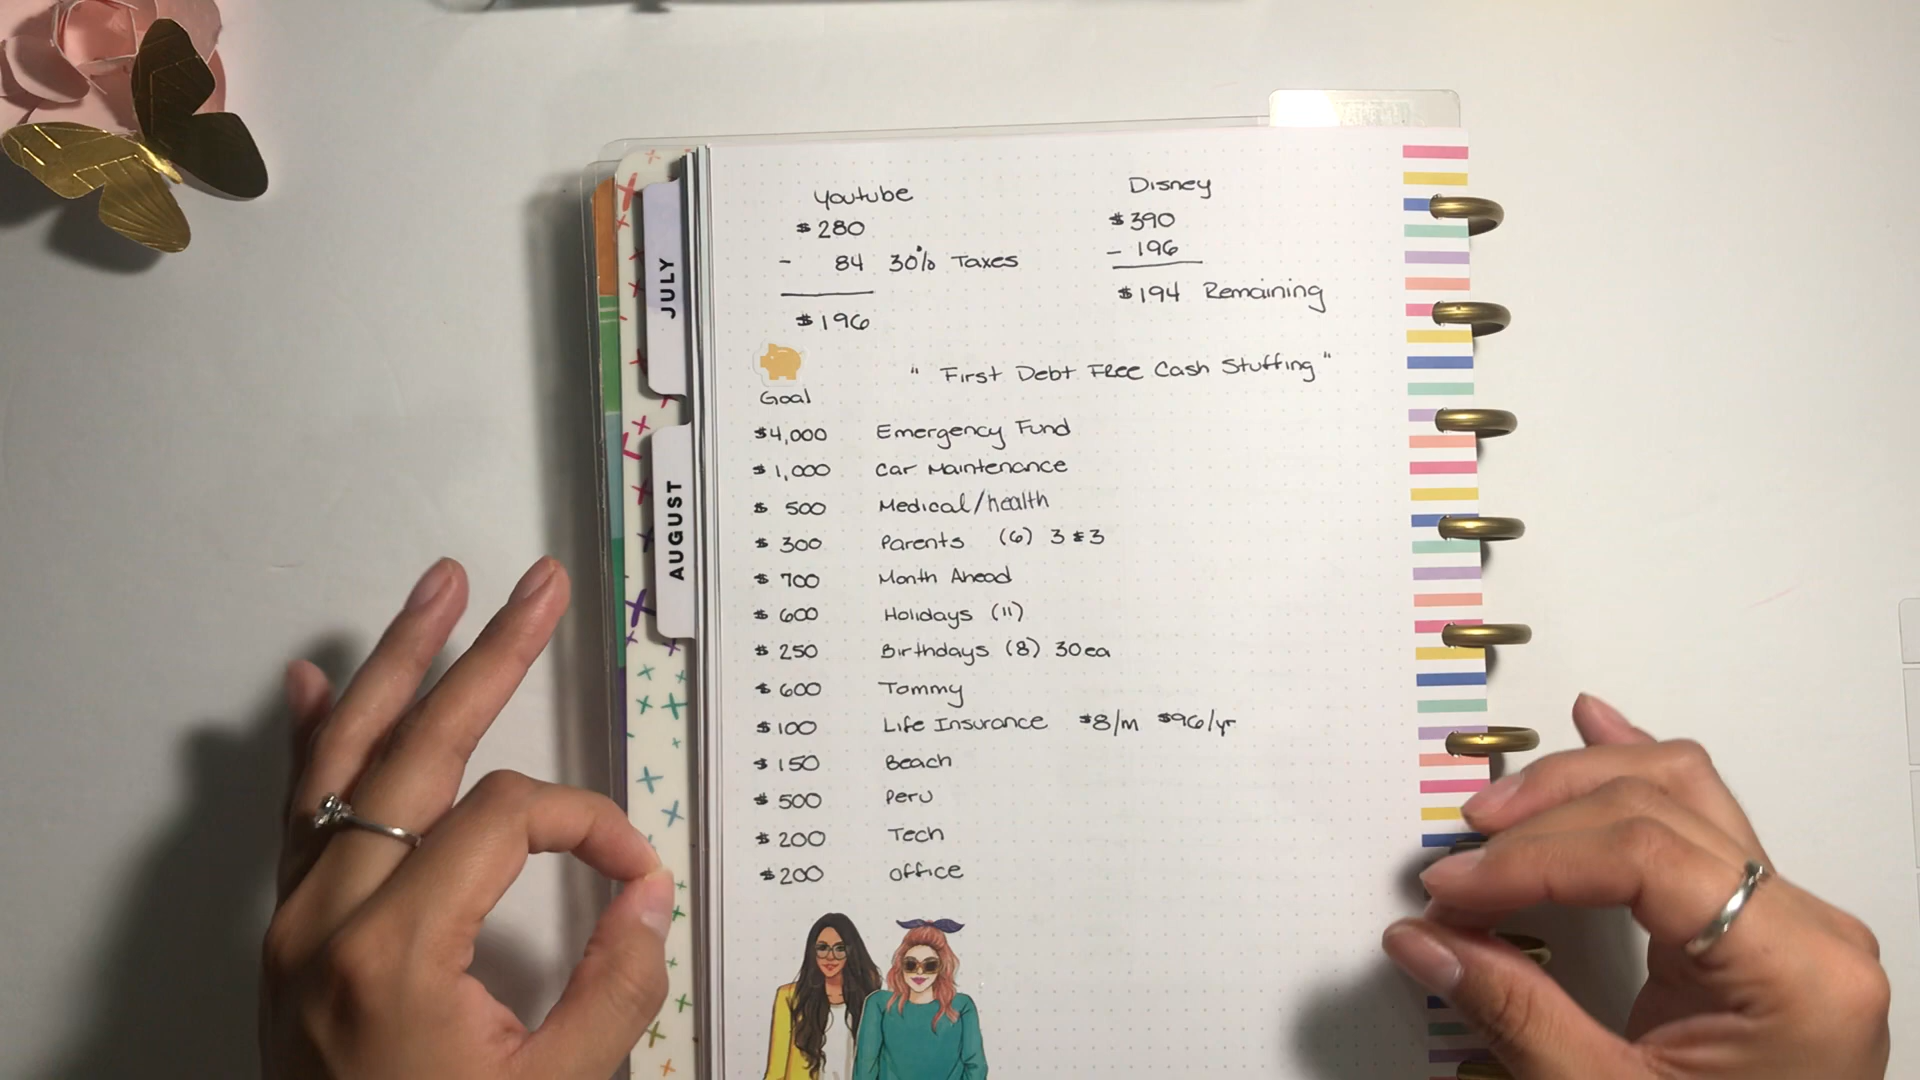 JULY
AUGUST
Youtube
$280
- 84 30% Taxes
$196
Disney
$390
- 196
$194 Remaining
" First Debt Free Cash Stuffing "
Goal
$4,000 Emergency Fund
$1,000 Car Maintenance
$500 Medical/health
$300 Parents (6) 3 & 3
$700 Month Ahead
$600 Holidays (11)
$250 Birthdays (8) 30 ea
$600 Tommy
$100 Life Insurance $8/m $96/yr
$150 Beach
$500 Peru
$200 Tech
$200 Office